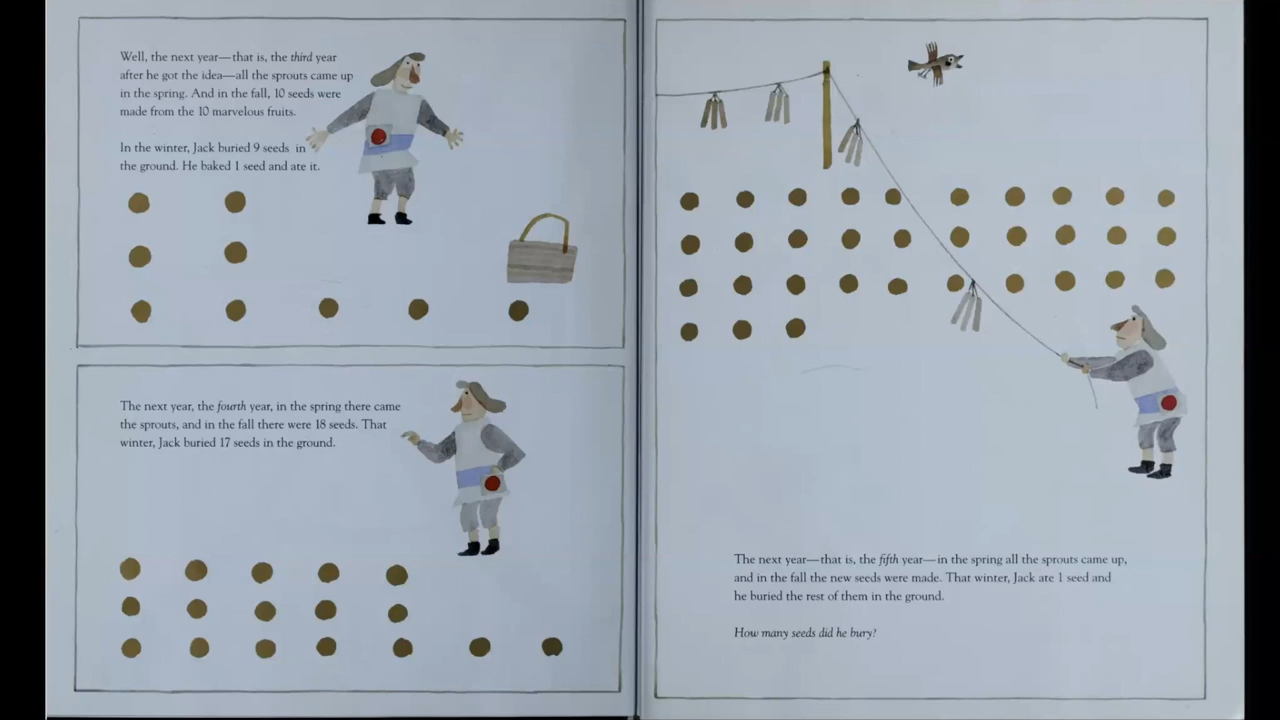 Well, the next year—that is, the third year
after he got the idea—all the sprouts came up
in the spring. And in the fall, 10 seeds were
made from the 10 marvelous fruits.
In the winter, Jack buried 9 seeds in
the ground. He baked 1 seed and ate it.
The next year, the fourth year, in the spring there came
the sprouts, and in the fall there were 18 seeds. That
winter, Jack buried 17 seeds in the ground.
The next year—that is, the fifth year—in the spring all the sprouts came up,
and in the fall the new seeds were made. That winter, Jack ate 1 seed and
he buried the rest of them in the ground.
How many seeds did he bury?